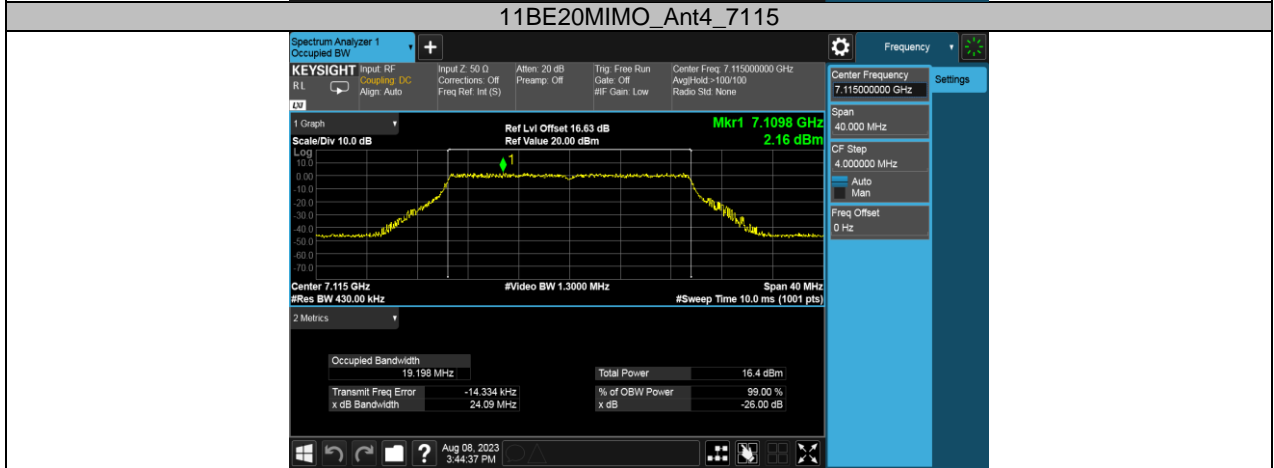 11BE20MIMO_Ant4_7115
Spectrum Analyzer 1
Occupied BW
+
Frequency
KEYSIGHT
RL
LXI
Input: RF
Coupling: DC
Align: Auto
Input Z: 50 Ω
Corrections: Off
Freq Ref: Int (S)
Atten: 20 dB
Preamp: Off
Trig: Free Run
Gate: Off
#IF Gain: Low
Center Freq: 7.115000000 GHz
Avg|Hold:>100/100
Radio Std: None
Center Frequency
7.115000000 GHz
Settings
Span
40.000 MHz
CF Step
4.000000 MHz
Auto
Man
Freq Offset
0 Hz
1 Graph
Scale/Div 10.0 dB
Ref Lvl Offset 16.63 dB
Ref Value 20.00 dBm
Mkr1 7.1098 GHz
2.16 dBm
Log
10.0
0.00
-10.0
-20.0
-30.0
-40.0
-50.0
-60.0
-70.0
1
Center 7.115 GHz
#Res BW 430.00 kHz
#Video BW 1.3000 MHz
Span 40 MHz
#Sweep Time 10.0 ms (1001 pts)
2 Metrics
Occupied Bandwidth
19.198 MHz
Transmit Freq Error -14.334 kHz
x dB Bandwidth 24.09 MHz
Total Power 16.4 dBm
% of OBW Power 99.00 %
x dB -26.00 dB
?
Aug 08, 2023
3:44:37 PM